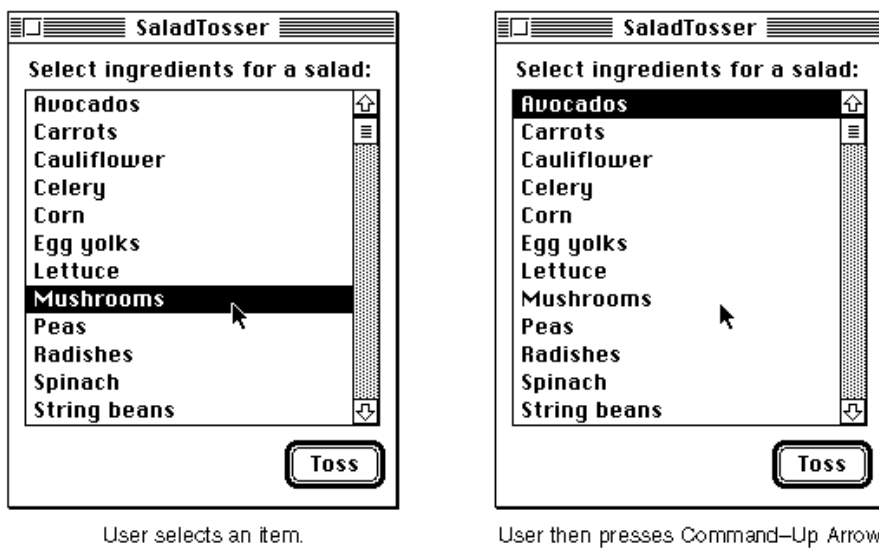 SaladTosser
Select ingredients for a salad:
Avocados
Carrots
Cauliflower
Celery
Corn
Egg yolks
Lettuce
Mushrooms
Peas
Radishes
Spinach
String beans
Toss
User selects an item.
SaladTosser
Select ingredients for a salad:
Avocados
Carrots
Cauliflower
Celery
Corn
Egg yolks
Lettuce
Mushrooms
Peas
Radishes
Spinach
String beans
Toss
User then presses Command–Up Arrow